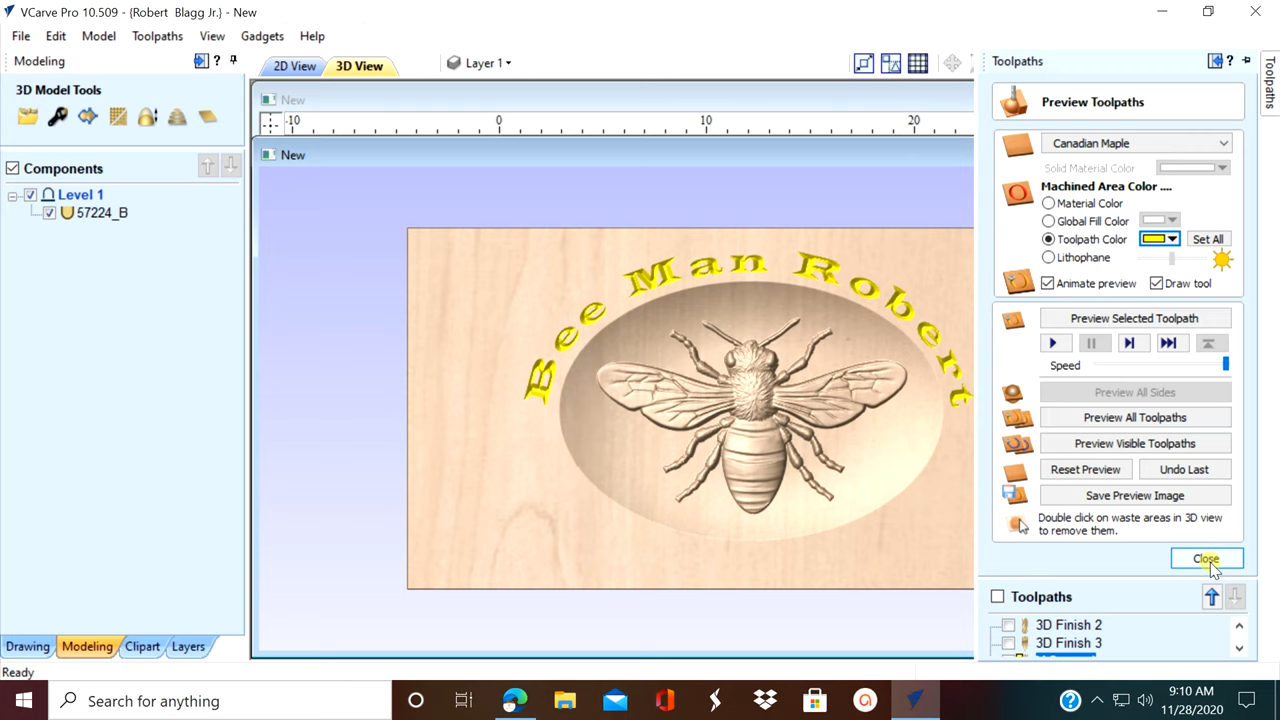 VCarve Pro 10.509 - {Robert Blagg Jr.} - New
File Edit Model Toolpaths View Gadgets Help
Modeling
?
2D View
3D View
Layer 1
Toolpaths
?
Toolpaths
3D Model Tools
Components
Level 1
57224_B
New
-10 0 10 20
New
Bee Man Robert
Preview Toolpaths
Canadian Maple
Solid Material Color
Machined Area Color ....
Material Color
Global Fill Color
Toolpath Color
Set All
Lithophane
Animate preview
Draw tool
Preview Selected Toolpath
Speed
Preview All Sides
Preview All Toolpaths
Preview Visible Toolpaths
Reset Preview
Undo Last
Save Preview Image
Double click on waste areas in 3D view
to remove them.
Close
Toolpaths
3D Finish 2
3D Finish 3
Drawing
Modeling
Clipart
Layers
Ready
Search for anything
9:10 AM
11/28/2020